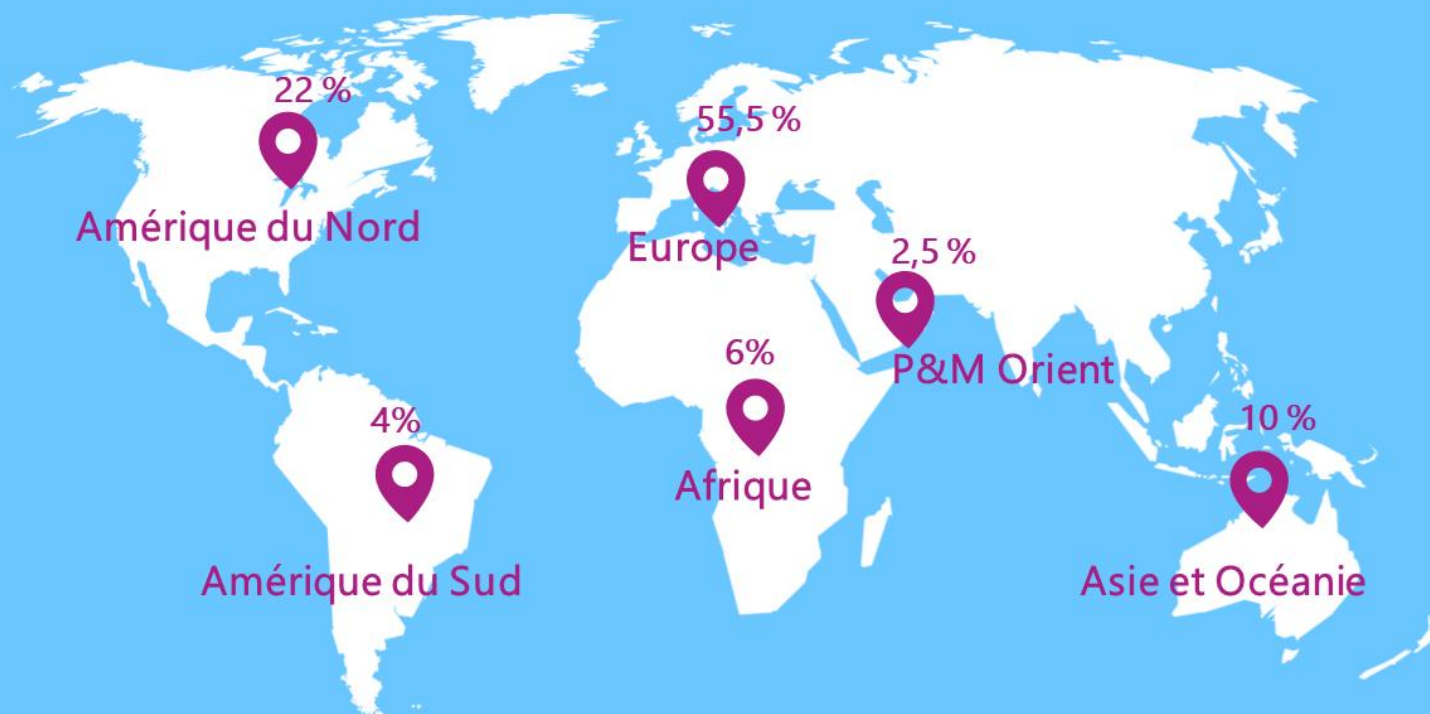 22 %
Amérique du Nord
55,5 %
Europe
2,5 %
P&M Orient
6%
Afrique
4%
Amérique du Sud
10 %
Asie et Océanie